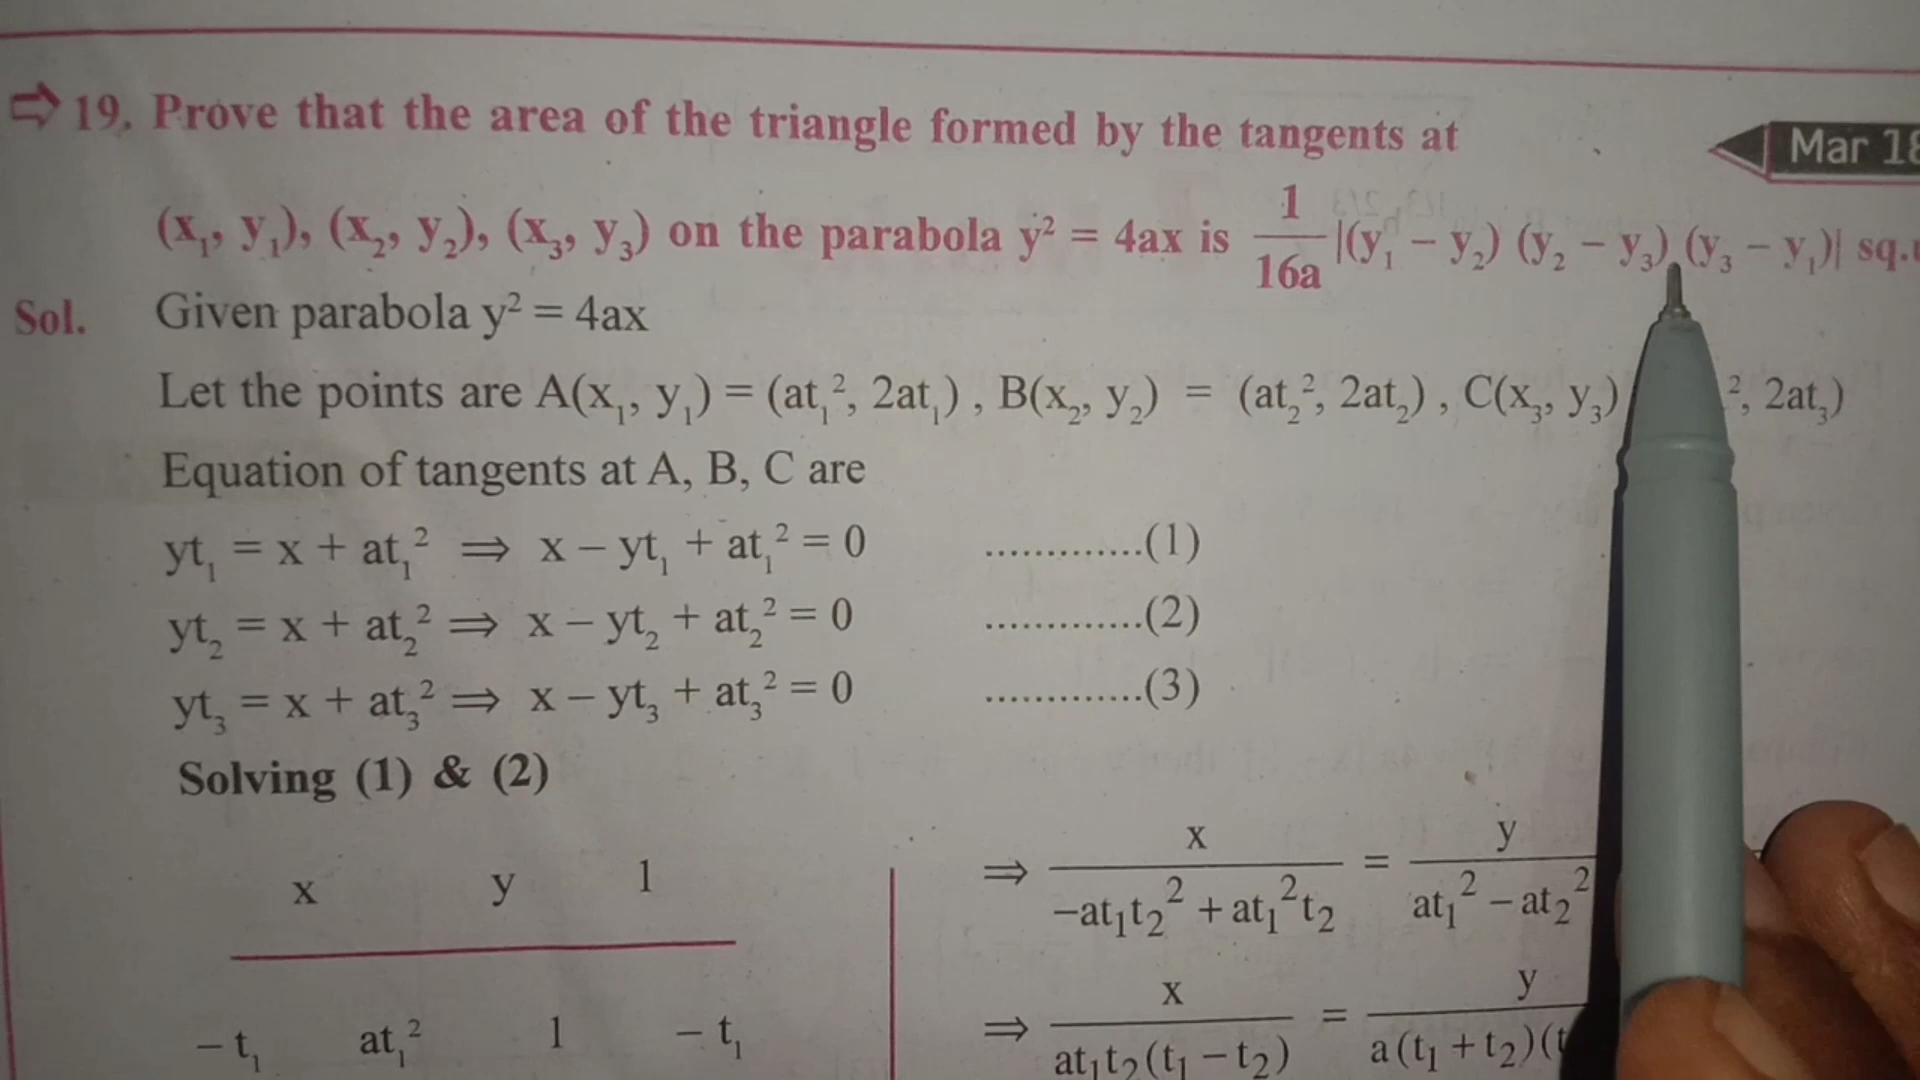 ⇨ 19. Prove that the area of the triangle formed by the tangents at
Mar 18
(x₁, y₁), (x₂, y₂), (x₃, y₃) on the parabola y² = 4ax is 1/16a |(y₁ – y₂) (y₂ – y₃) (y₃ – y₁)| sq.
Sol. Given parabola y² = 4ax
Let the points are A(x₁, y₁) = (at₁², 2at₁) , B(x₂, y₂) = (at₂², 2at₂) , C(x₃, y₃) ², 2at₃)
Equation of tangents at A, B, C are
yt₁ = x + at₁² ⇒ x – yt₁ + at₁² = 0 .............(1)
yt₂ = x + at₂² ⇒ x – yt₂ + at₂² = 0 .............(2)
yt₃ = x + at₃² ⇒ x – yt₃ + at₃² = 0 .............(3)
Solving (1) & (2)
x y 1
– t₁ at₁² 1 – t₁
⇒ x/(–at₁t₂² + at₁²t₂) = y/(at₁² – at₂²
⇒ x/(at₁t₂(t₁ – t₂)) = y/(a(t₁ + t₂)(t